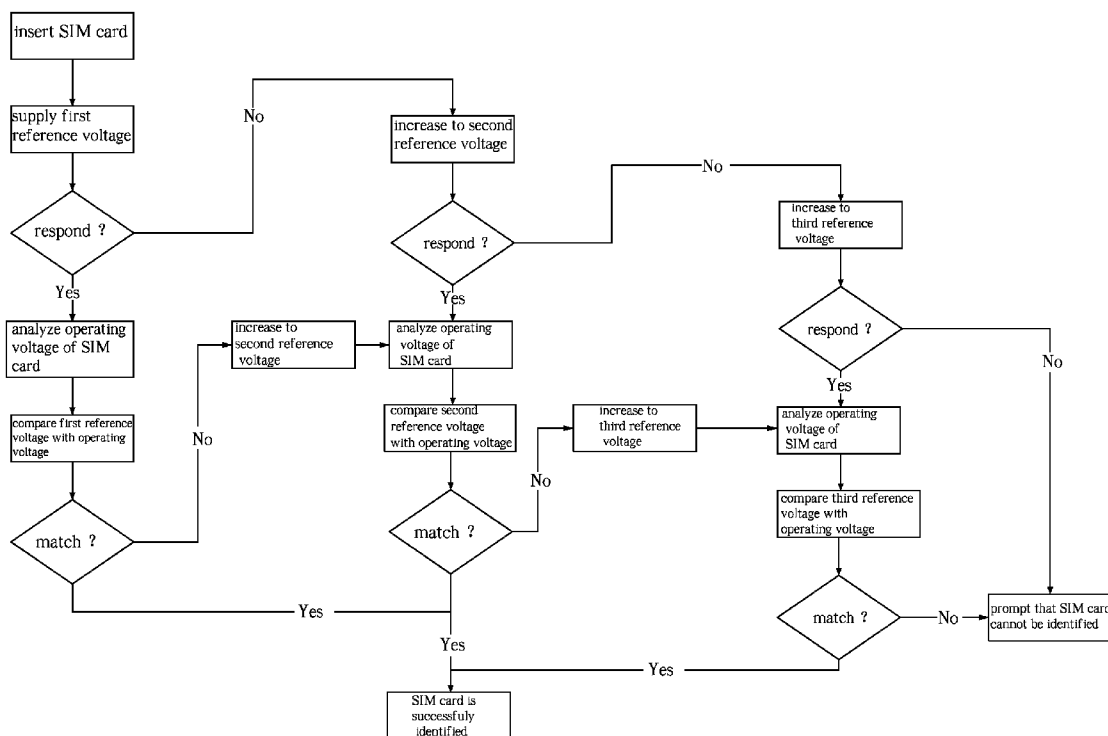 insert SIM card
supply first
reference voltage
respond ?
Yes
No
analyze operating
voltage of SIM
card
compare first reference
voltage with operating
voltage
match ?
No
Yes
increase to
second reference
voltage
increase to second
reference voltage
respond ?
Yes
No
analyze operating
voltage of
SIM card
compare second
reference voltage
with operating voltage
match ?
No
Yes
increase to
third reference
voltage
increase to
third reference
voltage
respond ?
Yes
No
analyze operating
voltage of
SIM card
compare third reference
voltage with
operating voltage
match ?
No
Yes
prompt that SIM card
cannot be identified
SIM card is
successfuly
identified